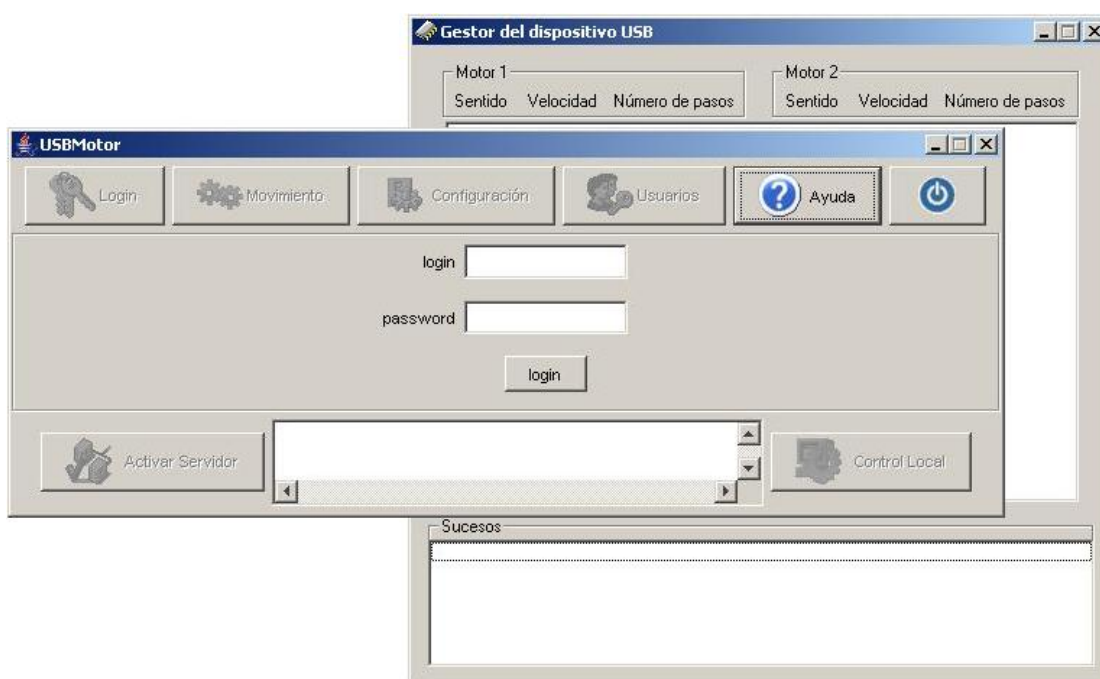 Gestor del dispositivo USB
Motor 1 Motor 2
Sentido Velocidad Número de pasos Sentido Velocidad Número de pasos
USBMotor
Login Movimiento Configuración Usuarios Ayuda
login
password
login
Activar Servidor Control Local
Sucesos